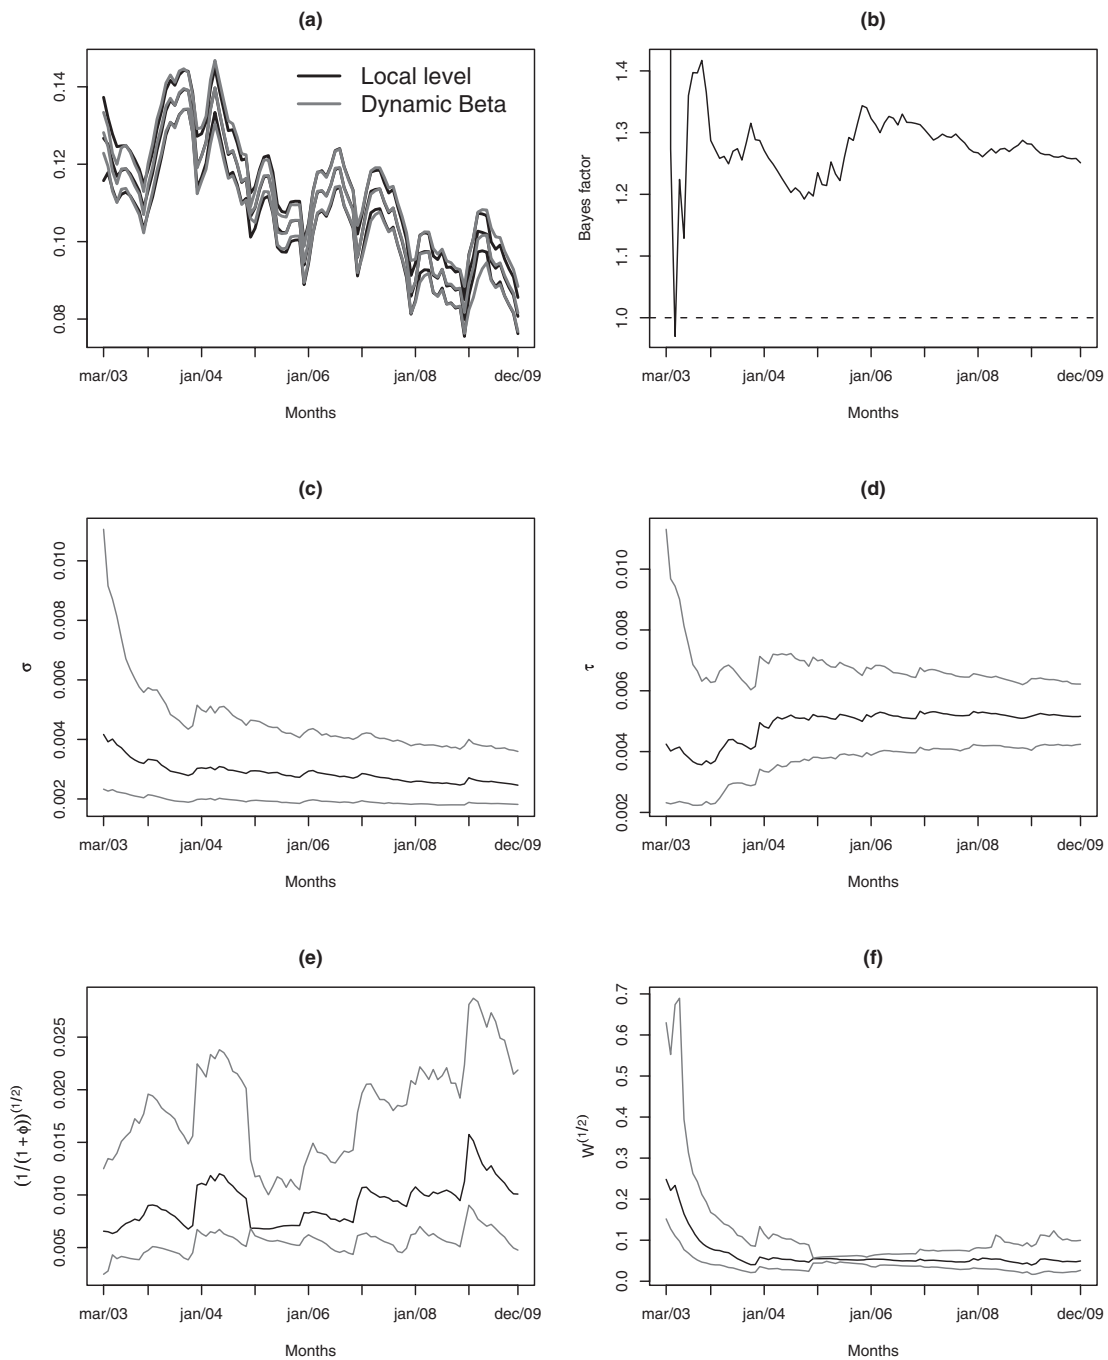 (a)
0.14
0.12
0.10
0.08
Local level
Dynamic Beta
mar/03 jan/04 jan/06 jan/08 dec/09
Months
(b)
Bayes factor
1.4
1.3
1.2
1.1
1.0
mar/03 jan/04 jan/06 jan/08 dec/09
Months
(c)
σ
0.010
0.008
0.006
0.004
0.002
mar/03 jan/04 jan/06 jan/08 dec/09
Months
(d)
τ
0.010
0.008
0.006
0.004
0.002
mar/03 jan/04 jan/06 jan/08 dec/09
Months
(e)
(1/(1+ϕ))^(1/2)
0.025
0.020
0.015
0.010
0.005
mar/03 jan/04 jan/06 jan/08 dec/09
Months
(f)
W^(1/2)
0.7
0.6
0.5
0.4
0.3
0.2
0.1
0.0
mar/03 jan/04 jan/06 jan/08 dec/09
Months